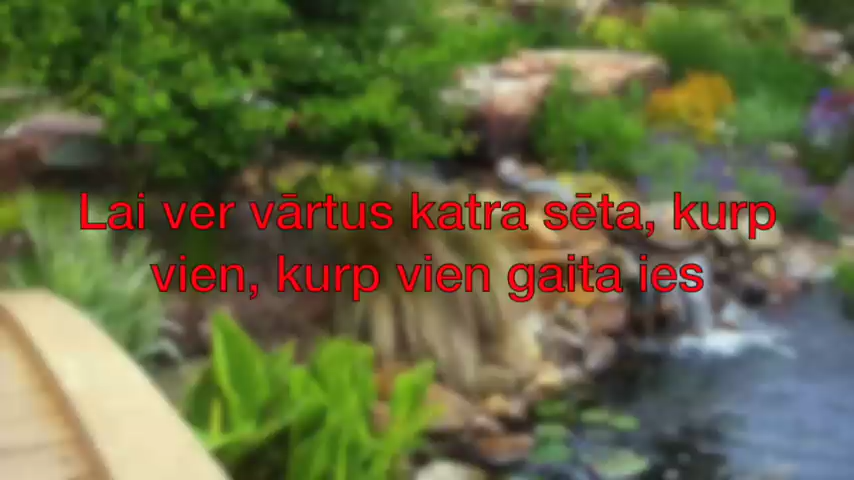 Lai ver vārtus katra sēta, kurp
vien, kurp vien gaita ies